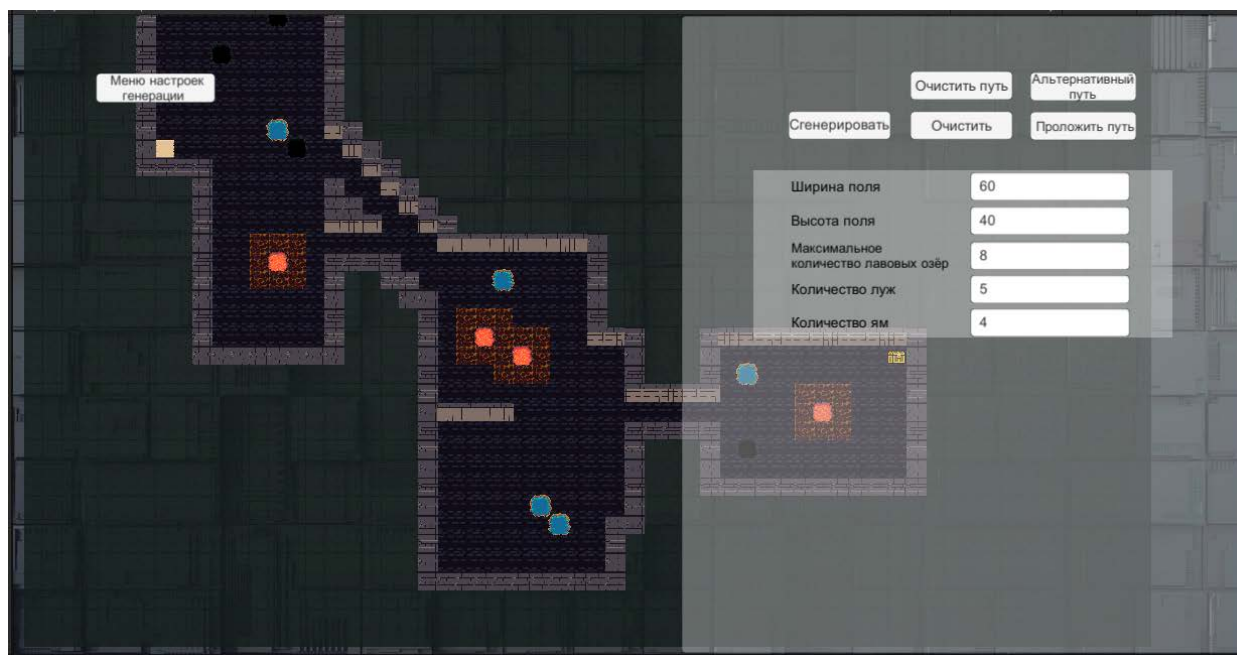 Меню настроек
генерации
Очистить путь
Альтернативный
путь
Сгенерировать
Очистить
Проложить путь
Ширина поля
60
Высота поля
40
Максимальное
количество лавовых озёр
8
Количество луж
5
Количество ям
4